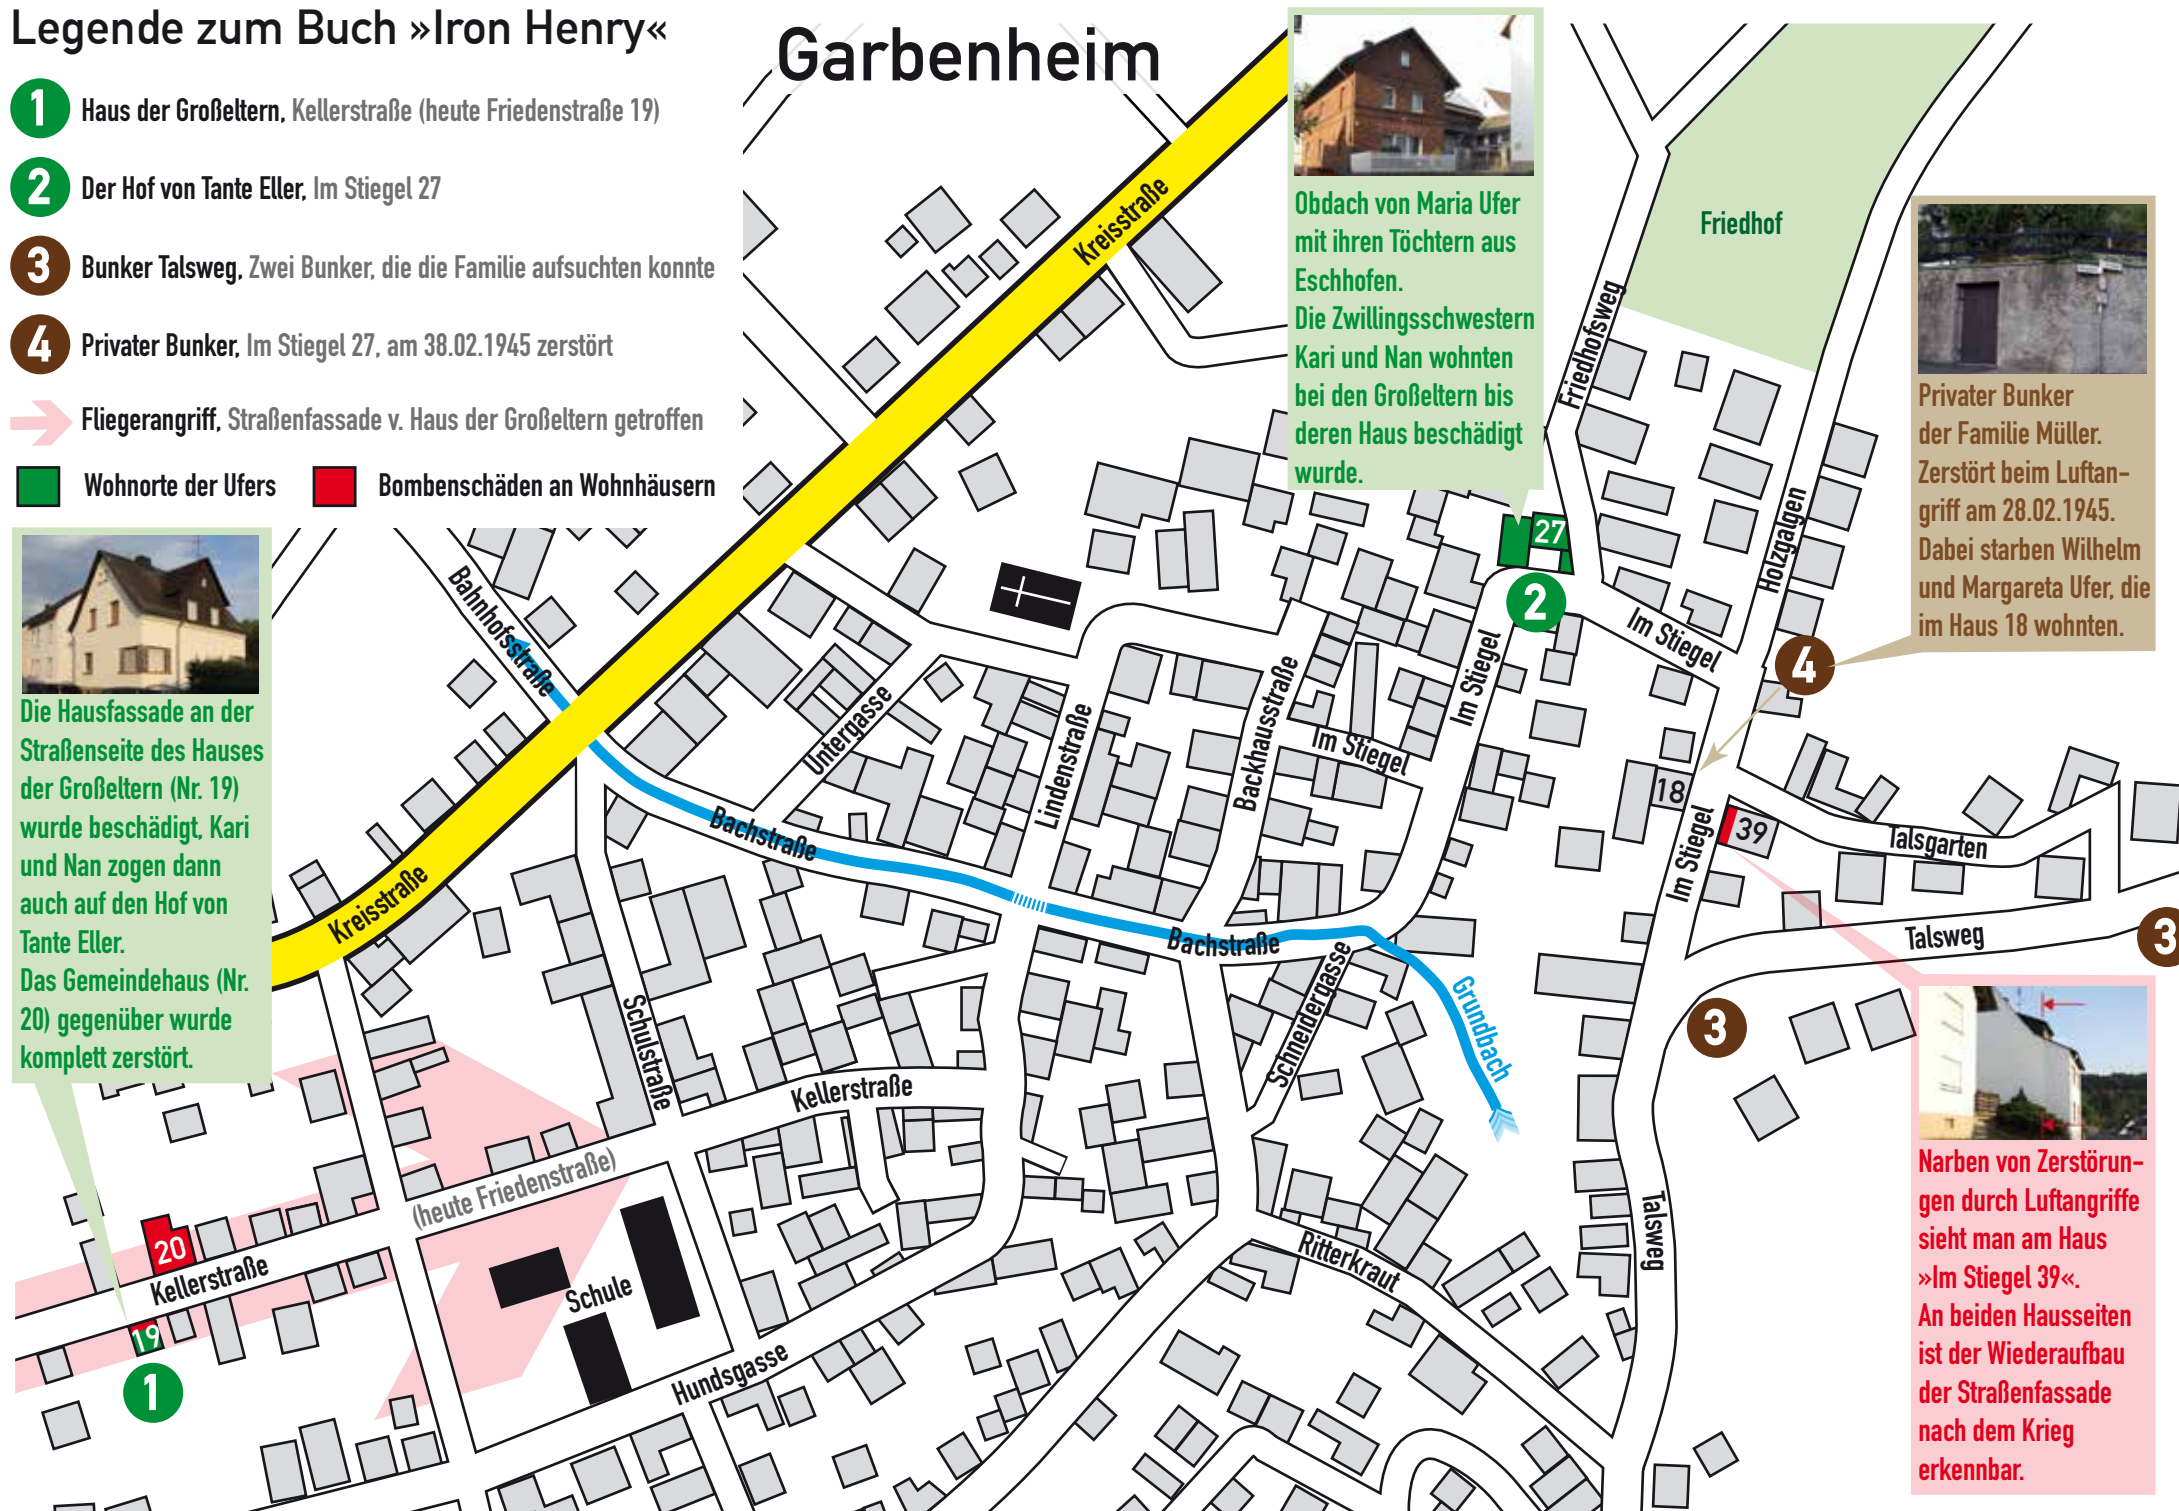 Legende zum Buch »Iron Henry«
1 Haus der Großeltern, Kellerstraße (heute Friedenstraße 19)
2 Der Hof von Tante Eller, Im Stiegel 27
3 Bunker Talsweg, Zwei Bunker, die die Familie aufsuchten konnte
4 Privater Bunker, Im Stiegel 27, am 38.02.1945 zerstört
Fliegerangriff, Straßenfassade v. Haus der Großeltern getroffen
Wohnorte der Ufers
Bombenschäden an Wohnhäusern
Garbenheim
Die Hausfassade an der
Straßenseite des Hauses
der Großeltern (Nr. 19)
wurde beschädigt, Kari
und Nan zogen dann
auch auf den Hof von
Tante Eller.
Das Gemeindehaus (Nr.
20) gegenüber wurde
komplett zerstört.
Obdach von Maria Ufer
mit ihren Töchtern aus
Eschhofen.
Die Zwillingsschwestern
Kari und Nan wohnten
bei den Großeltern bis
deren Haus beschädigt
wurde.
Privater Bunker
der Familie Müller.
Zerstört beim Luftan-
griff am 28.02.1945.
Dabei starben Wilhelm
und Margareta Ufer, die
im Haus 18 wohnten.
Narben von Zerstörun-
gen durch Luftangriffe
sieht man am Haus
»Im Stiegel 39«.
An beiden Hausseiten
ist der Wiederaufbau
der Straßenfassade
nach dem Krieg
erkennbar.
Kreisstraße
Friedhof
Friedhofsweg
Holzgalgen
27
2
Im Stiegel
4
Bahnhofsstraße
Untergasse
Lindenstraße
Backhausstraße
Im Stiegel
Im Stiegel
18
39
Im Stiegel
Talsgarten
Bachstraße
Kreisstraße
Bachstraße
Talsweg
3
3
Schulstraße
Schneidergasse
Grundbach
Kellerstraße
(heute Friedenstraße)
Talsweg
20
Kellerstraße
19
1
Schule
Ritterkraut
Hundsgasse